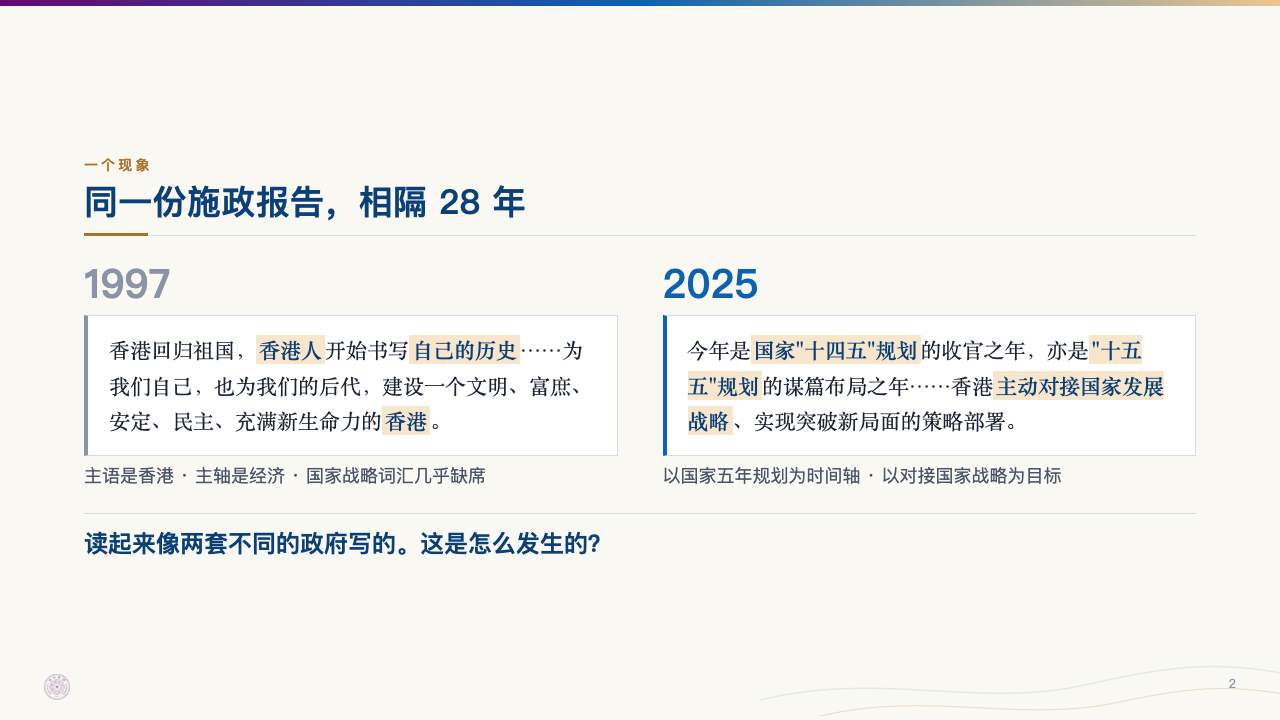 一个现象
同一份施政报告，相隔 28 年
1997
香港回归祖国，香港人开始书写自己的历史……为
我们自己，也为我们的后代，建设一个文明、富庶、
安定、民主、充满新生命力的香港。
主语是香港 · 主轴是经济 · 国家战略词汇几乎缺席
2025
今年是国家"十四五"规划的收官之年，亦是"十五
五"规划的谋篇布局之年……香港主动对接国家发展
战略、实现突破新局面的策略部署。
以国家五年规划为时间轴 · 以对接国家战略为目标
读起来像两套不同的政府写的。这是怎么发生的?
2